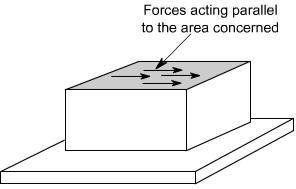 Forces acting parallel
to the area concerned